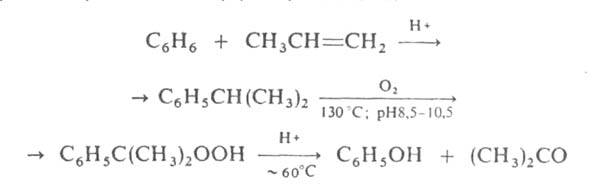 C₆H₆ + CH₃CH=CH₂ H⁺ →
→ C₆H₅CH(CH₃)₂ O₂ 130 °C; pH8,5–10,5 →
→ C₆H₅C(CH₃)₂OOH H⁺ ~60°C → C₆H₅OH + (CH₃)₂CO